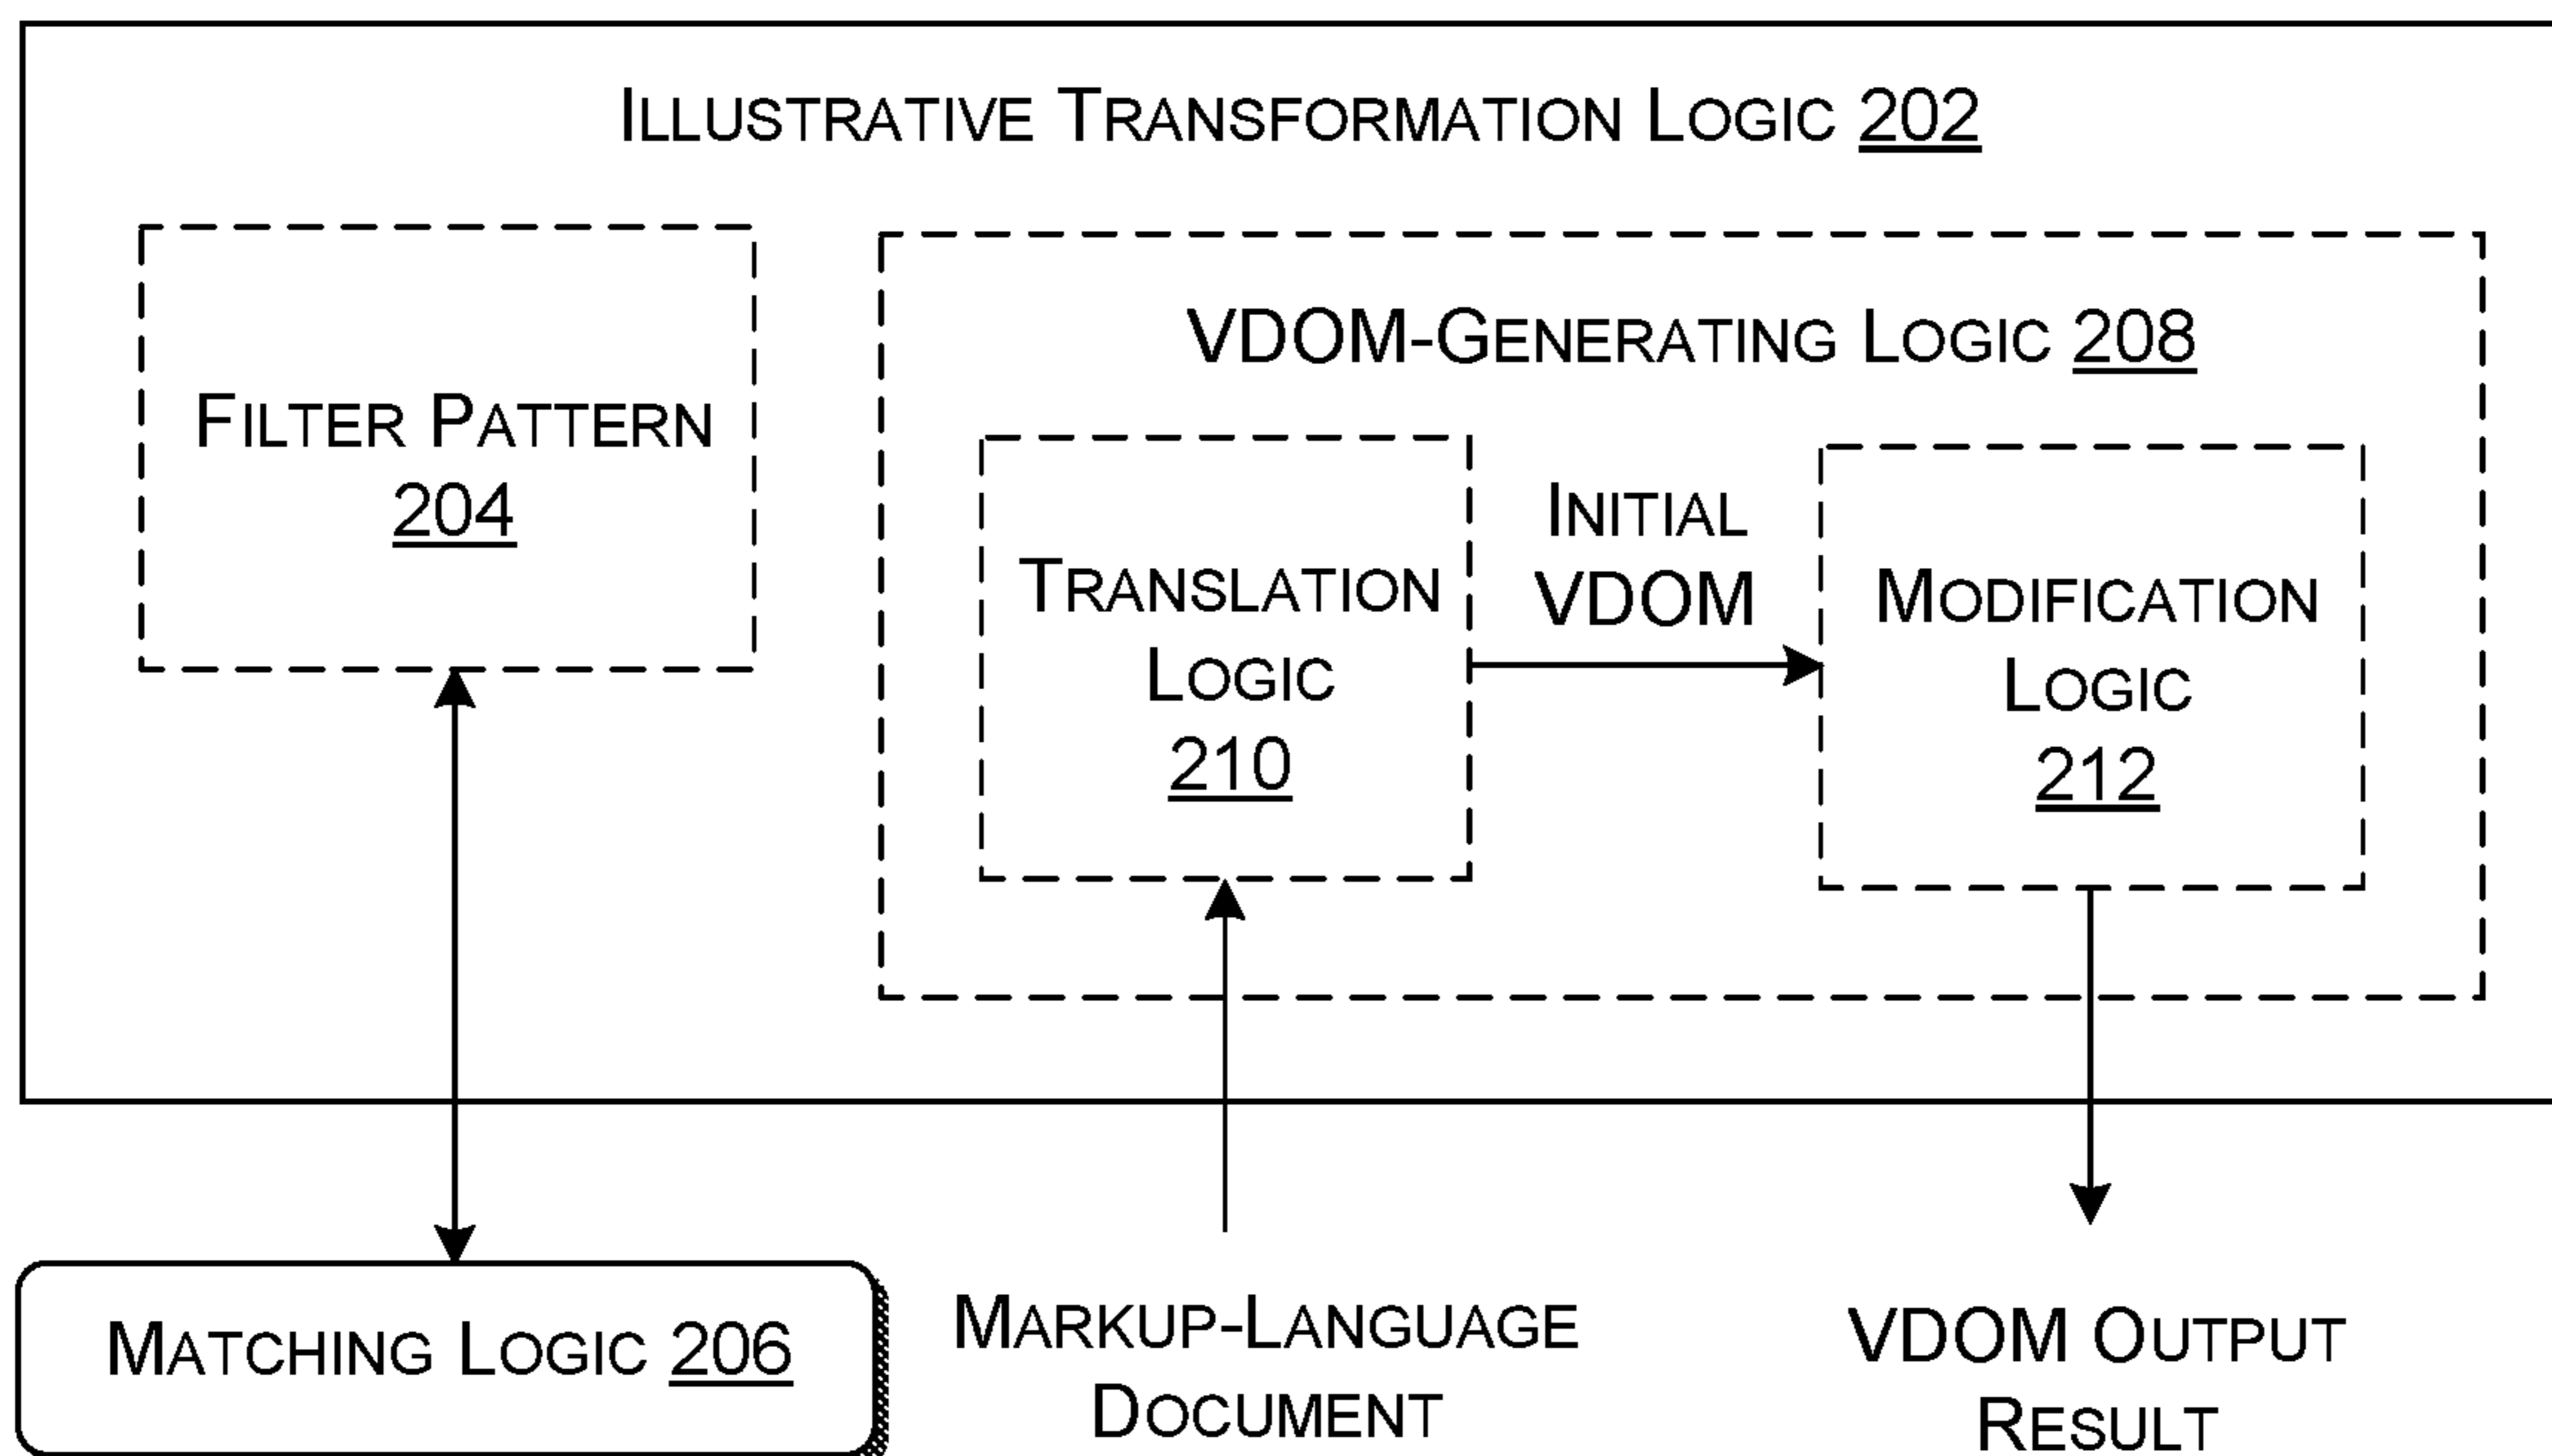 ILLUSTRATIVE TRANSFORMATION LOGIC 202
FILTER PATTERN
204
VDOM-GENERATING LOGIC 208
TRANSLATION
LOGIC
210
INITIAL
VDOM
MODIFICATION
LOGIC
212
MATCHING LOGIC 206
MARKUP-LANGUAGE
DOCUMENT
VDOM OUTPUT
RESULT